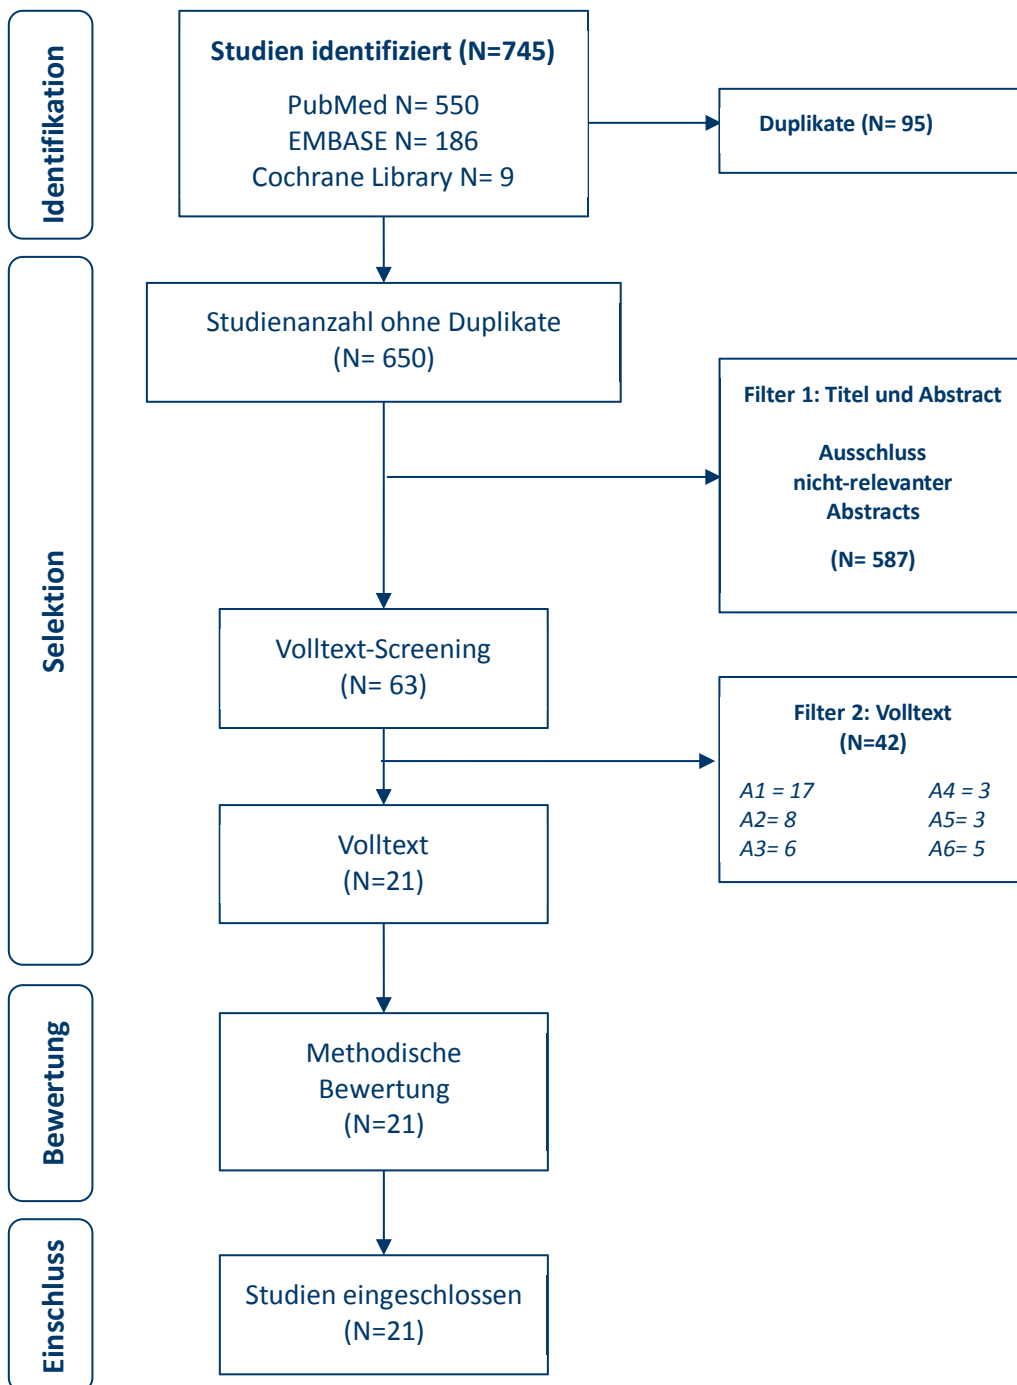 Identifikation
Studien identifiziert (N=745)
PubMed N= 550
EMBASE N= 186
Cochrane Library N= 9
Duplikate (N= 95)
Selektion
Studienanzahl ohne Duplikate
(N= 650)
Filter 1: Titel und Abstract
Ausschluss
nicht-relevanter
Abstracts
(N= 587)
Volltext-Screening
(N= 63)
Filter 2: Volltext
(N=42)
A1 = 17
A2= 8
A3= 6
A4 = 3
A5= 3
A6= 5
Volltext
(N=21)
Bewertung
Methodische
Bewertung
(N=21)
Einschluss
Studien eingeschlossen
(N=21)